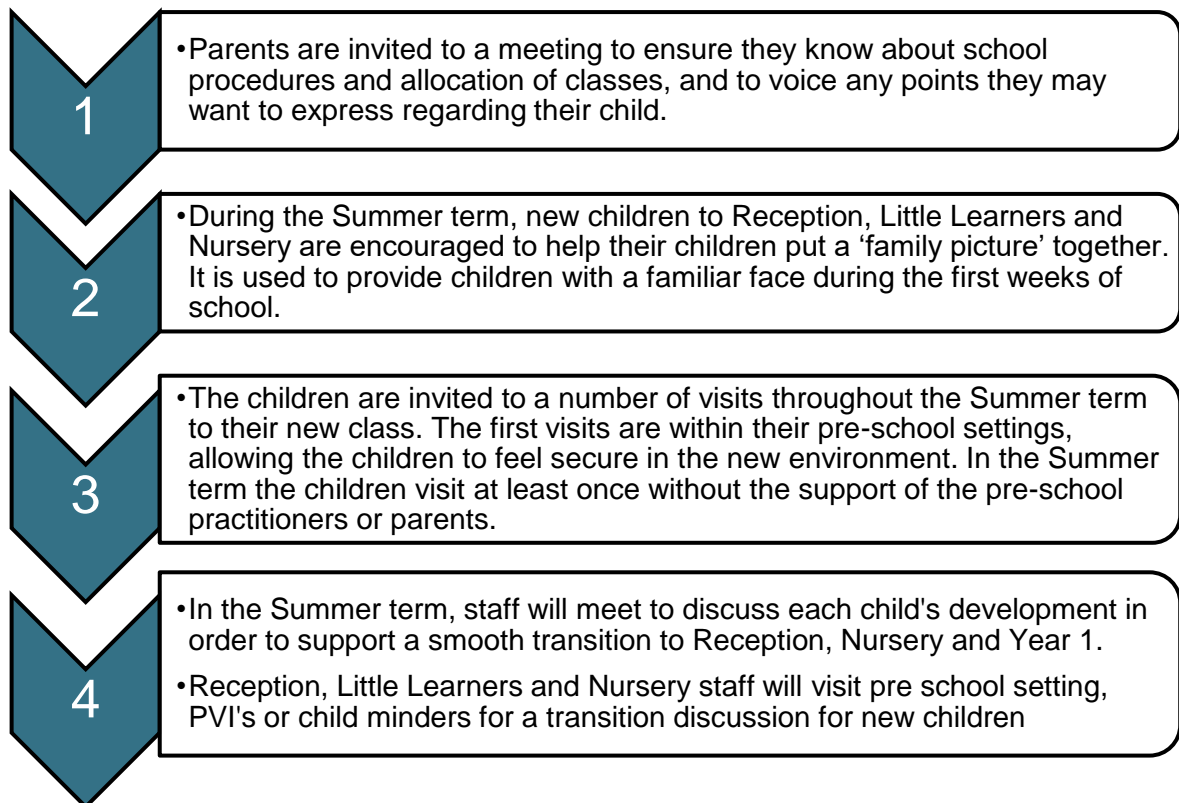 1
•Parents are invited to a meeting to ensure they know about school
procedures and allocation of classes, and to voice any points they may
want to express regarding their child.
2
•During the Summer term, new children to Reception, Little Learners and
Nursery are encouraged to help their children put a ‘family picture’ together.
It is used to provide children with a familiar face during the first weeks of
school.
3
•The children are invited to a number of visits throughout the Summer term
to their new class. The first visits are within their pre-school settings,
allowing the children to feel secure in the new environment. In the Summer
term the children visit at least once without the support of the pre-school
practitioners or parents.
4
•In the Summer term, staff will meet to discuss each child's development in
order to support a smooth transition to Reception, Nursery and Year 1.
•Reception, Little Learners and Nursery staff will visit pre school setting,
PVI's or child minders for a transition discussion for new children